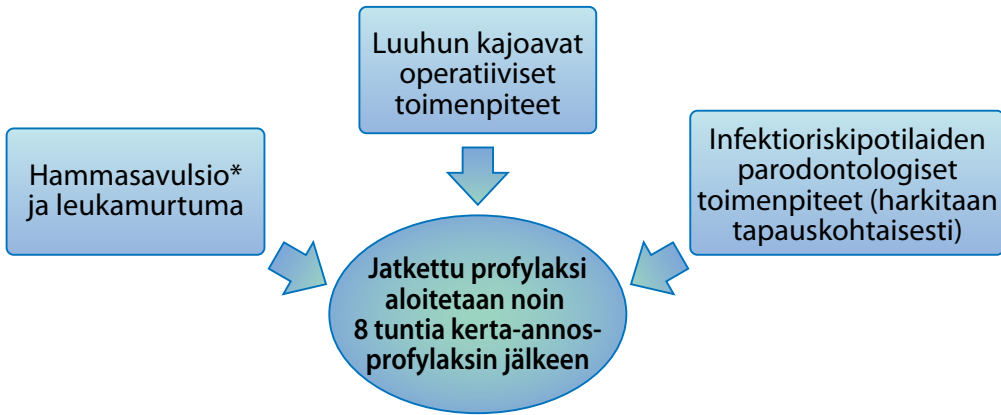 Luuhun kajoavat
operatiiviset
toimenpiteet
Hammasavulsio*
ja leukamurtuma
Infektioriskipotilaiden
parodontologiset
toimenpiteet (harkitaan
tapauskohtaisesti)
Jatkettu profylaksi
aloitetaan noin
8 tuntia kerta-annos-
profylaksin jälkeen